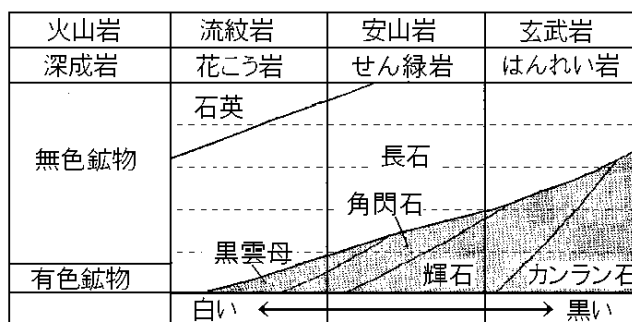 火山岩 流紋岩 安山岩 玄武岩
深成岩 花こう岩 せん緑岩 はんれい岩
石英
無色鉱物 長石
角閃石
黒雲母
有色鉱物 輝石 カンラン石
白い 黒い